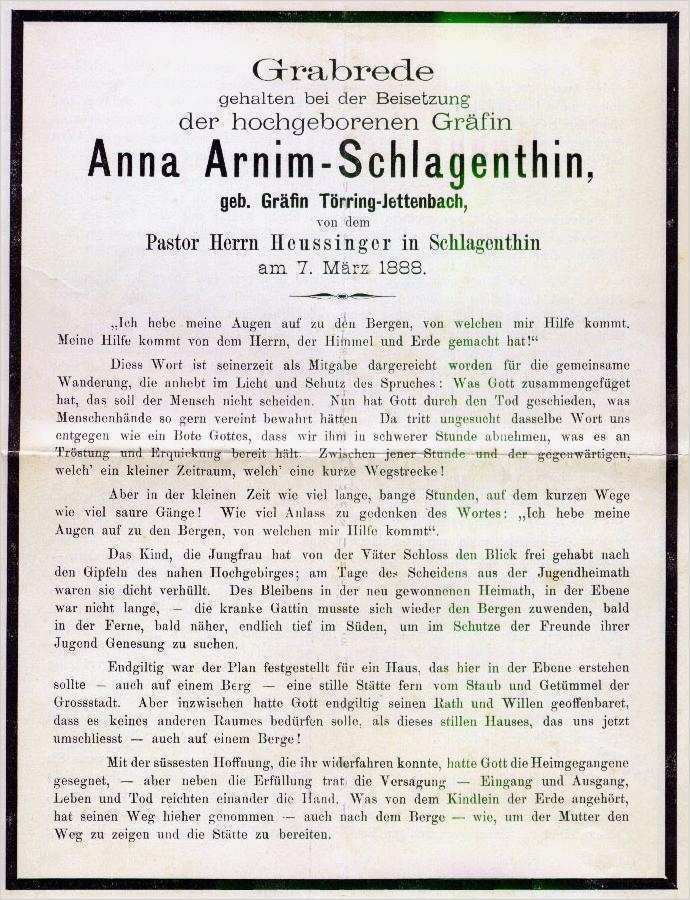 Grabrede
gehalten bei der Beisetzung
der hochgeborenen Gräfin
Anna Arnim-Schlagenthin,
geb. Gräfin Törring-Jettenbach,
von dem
Pastor Herrn Heussinger in Schlagenthin
am 7. März 1888.
„Ich hebe meine Augen auf zu den Bergen, von welchen mir Hilfe kommt.
Meine Hilfe kommt von dem Herrn, der Himmel und Erde gemacht hat!“
Diess Wort ist seinerzeit als Mitgabe dargereicht worden für die gemeinsame
Wanderung, die anhebt im Licht und Schutz des Spruches: Was Gott zusammengefüget
hat, das soll der Mensch nicht scheiden. Nun hat Gott durch den Tod geschieden, was
Menschenhände so gern vereint bewahrt hätten Da tritt ungesucht dasselbe Wort uns
entgegen wie ein Bote Gottes, dass wir ihm in schwerer Stunde abnehmen, was es an
Tröstung und Erquickung bereit hält. Zwischen jener Stunde und der gegenwärtigen,
welch' ein kleiner Zeitraum, welch' eine kurze Wegstrecke!
Aber in der kleinen Zeit wie viel lange, bange Stunden, auf dem kurzen Wege
wie viel saure Gänge! Wie viel Anlass zu gedenken des Wortes: „Ich hebe meine
Augen auf zu den Bergen, von welchen mir Hilfe kommt“.
Das Kind, die Jungfrau hat von der Väter Schloss den Blick frei gehabt nach
den Gipfeln des nahen Hochgebirges; am Tage des Scheidens aus der Jugendheimath
waren sie dicht verhüllt. Des Bleibens in der neu gewonnenen Heimath, in der Ebene
war nicht lange, — die kranke Gattin musste sich wieder den Bergen zuwenden, bald
in der Ferne, bald näher, endlich tief im Süden, um im Schutze der Freunde ihrer
Jugend Genesung zu suchen.
Endgiltig war der Plan festgestellt für ein Haus, das hier in der Ebene erstehen
sollte — auch auf einem Berg — eine stille Stätte fern vom Staub und Getümmel der
Grossstadt. Aber inzwischen hatte Gott endgiltig seinen Rath und Willen geoffenbaret,
dass es keines anderen Raumes bedürfen solle, als dieses stillen Hauses, das uns jetzt
umschliesst — auch auf einem Berge!
Mit der süssesten Hoffnung, die ihr widerfahren konnte, hatte Gott die Heimgegangene
gesegnet, — aber neben die Erfüllung trat die Versagung — Eingang und Ausgang,
Leben und Tod reichten einander die Hand. Was von dem Kindlein der Erde angehört,
hat seinen Weg hieher genommen — auch nach dem Berge — wie, um der Mutter den
Weg zu zeigen und die Stätte zu bereiten.